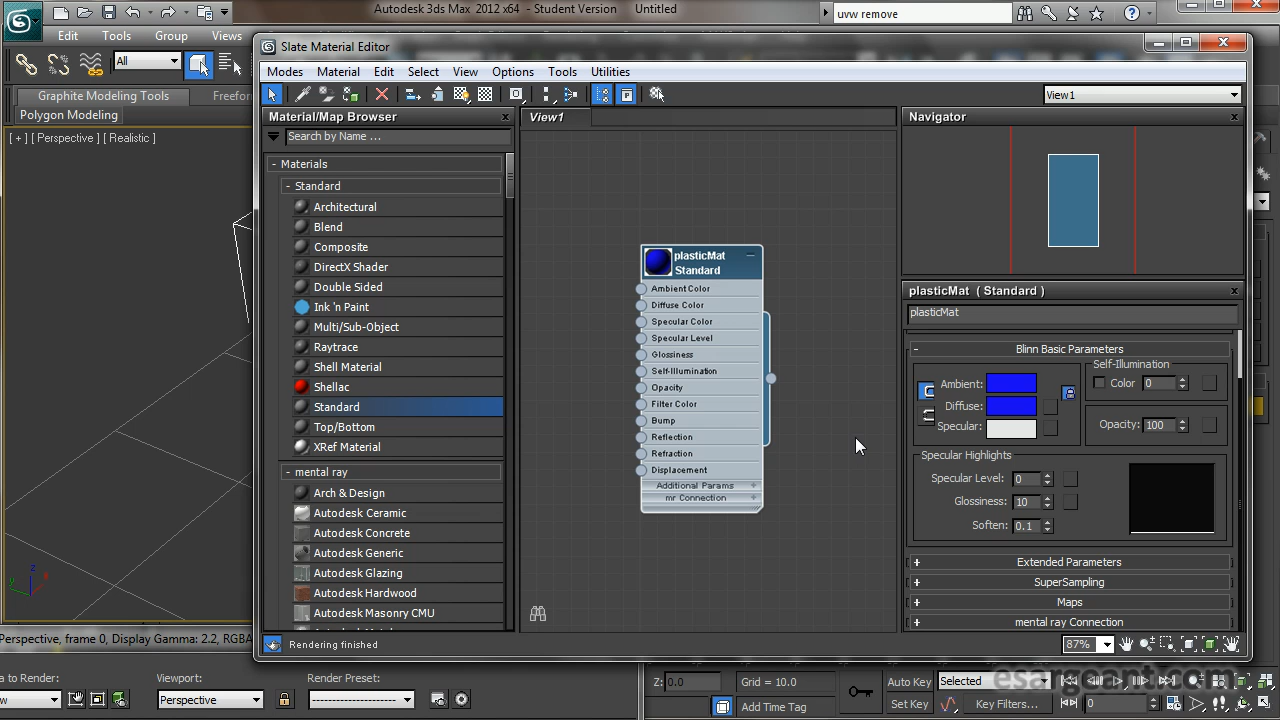 Autodesk 3ds Max 2012 x64 - Student Version Untitled
uvw remove
Edit Tools Group Views
All
Graphite Modeling Tools Freeform
Polygon Modeling
[ + ] [ Perspective ] [ Realistic ]
Slate Material Editor
Modes Material Edit Select View Options Tools Utilities
View1
Material/Map Browser
Search by Name ...
- Materials
- Standard
Architectural
Blend
Composite
DirectX Shader
Double Sided
Ink 'n Paint
Multi/Sub-Object
Raytrace
Shell Material
Shellac
Standard
Top/Bottom
XRef Material
- mental ray
Arch & Design
Autodesk Ceramic
Autodesk Concrete
Autodesk Generic
Autodesk Glazing
Autodesk Hardwood
Autodesk Masonry CMU
View1
plasticMat
Standard
Ambient Color
Diffuse Color
Specular Color
Specular Level
Glossiness
Self-Illumination
Opacity
Filter Color
Bump
Reflection
Refraction
Displacement
Additional Params +
mr Connection +
Navigator
plasticMat ( Standard )
plasticMat
- Blinn Basic Parameters
Self-Illumination
Ambient:
Color 0
Diffuse:
Specular:
Opacity: 100
Specular Highlights
Specular Level: 0
Glossiness: 10
Soften: 0.1
+ Extended Parameters
+ SuperSampling
+ Maps
+ mental ray Connection
Rendering finished
87%
z
y
x
Perspective, frame 0, Display Gamma: 2.2, RGBA
a to Render:
Viewport:
Render Preset:
Perspective
--------------------
Z: 0.0
Grid = 10.0
Add Time Tag
Auto Key
Selected
Set Key
Key Filters...
0
esargeant.com